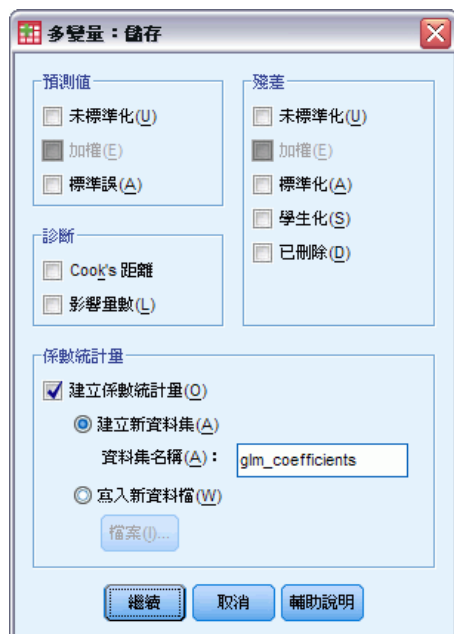 多變量：儲存
預測值
未標準化(U)
加權(E)
標準誤(A)
診斷
Cook's 距離
影響量數(L)
殘差
未標準化(U)
加權(E)
標準化(A)
學生化(S)
已刪除(D)
係數統計量
建立係數統計量(O)
建立新資料集(A)
資料集名稱(A)： glm_coefficients
寫入新資料檔(W)
檔案(I)...
繼續 取消 輔助說明